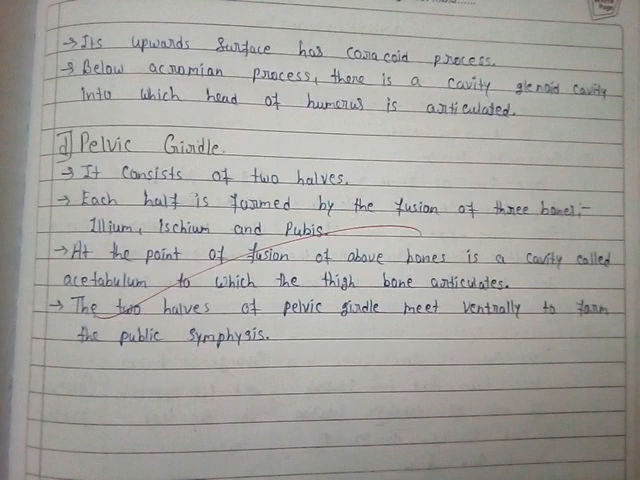 → Its upwards surface has coracoid process.
→ Below acromian process, there is a cavity glenoid cavity
into which head of humerus is articulated.
d] Pelvic Girdle.
→ It consists of two halves.
→ Each half is formed by the fusion of three bones:-
Illium, Ischium and Pubis.
→ At the point of fusion of above bones is a cavity called
acetabulum to which the thigh bone articulates.
→ The two halves of pelvic girdle meet ventrally to form
the public symphysis.